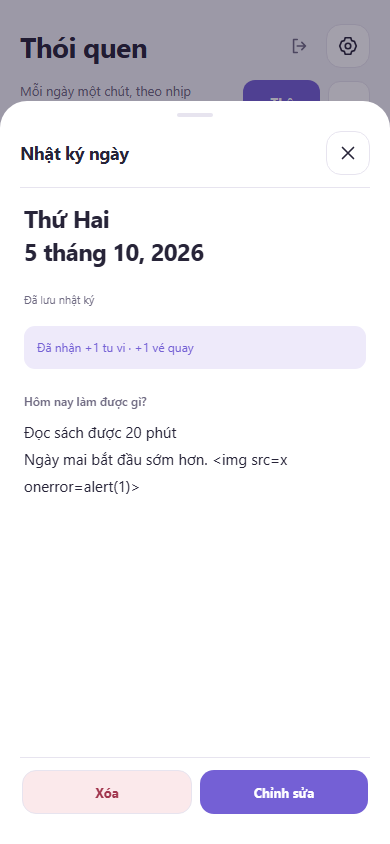 Thói quen
Mỗi ngày một chút, theo nhịp
Nhật ký ngày
Thứ Hai
5 tháng 10, 2026
Đã lưu nhật ký
Đã nhận +1 tu vi · +1 vé quay
Hôm nay làm được gì?
Đọc sách được 20 phút
Ngày mai bắt đầu sớm hơn. <img src=x
onerror=alert(1)>
Xóa
Chỉnh sửa